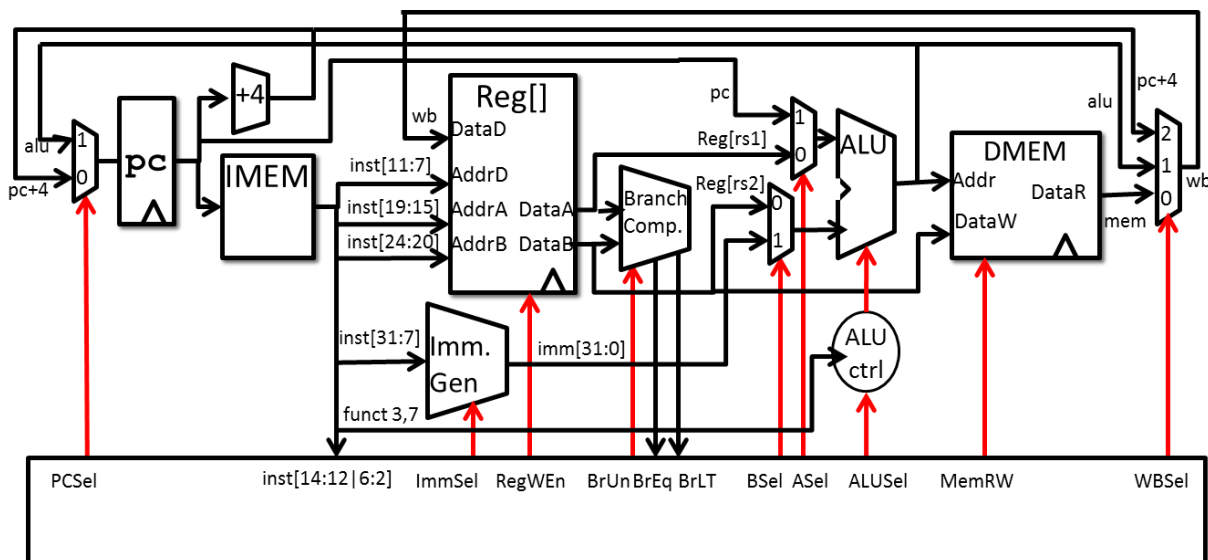 pc+4
+4
Reg[]
pc
alu
wb
DataD
1
alu
1
2
pc
IMEM
inst[11:7]
Reg[rs1]
0
ALU
DMEM
1
wb
0
pc+4
AddrD
Reg[rs2]
Branch
Comp.
Addr
DataR
0
mem
inst[19:15]
AddrA
DataA
0
DataW
inst[24:20]
AddrB
DataB
1
inst[31:7]
Imm.
Gen
imm[31:0]
ALU
ctrl
funct 3,7
PCSel
inst[14:12|6:2]
ImmSel
RegWEn
BrUn
BrEq
BrLT
BSel
ASel
ALUSel
MemRW
WBSel